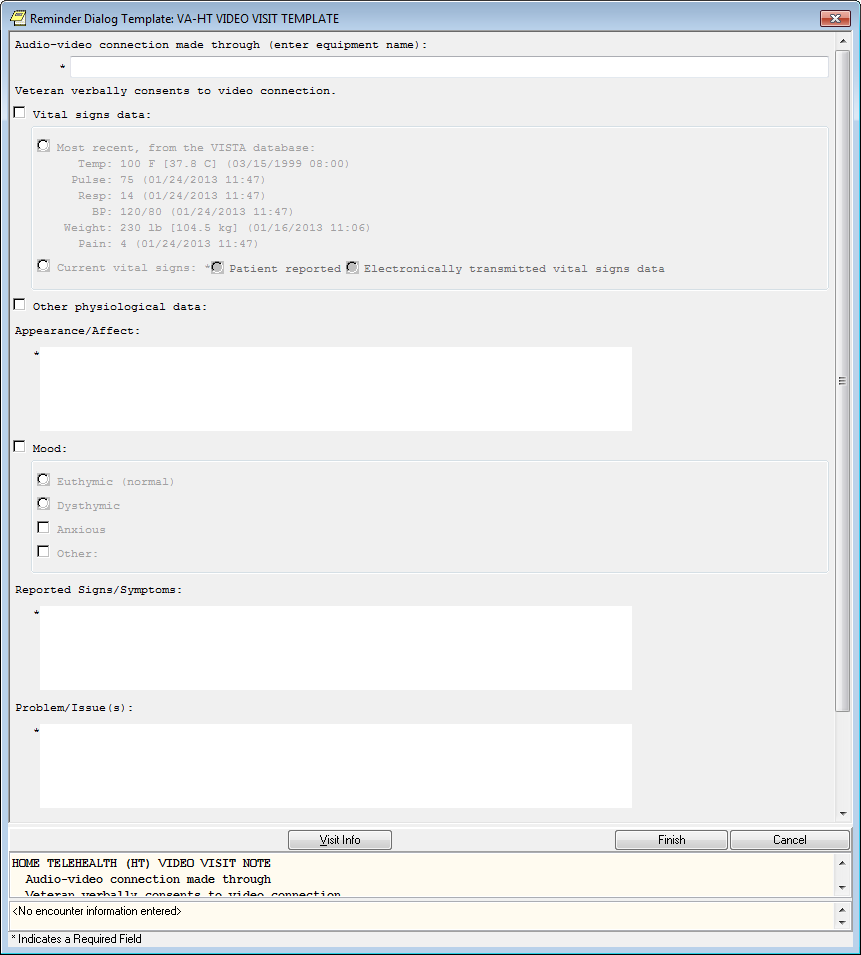 Reminder Dialog Template: VA-HT VIDEO VISIT TEMPLATE
Audio-video connection made through (enter equipment name):
*
Veteran verbally consents to video connection.
Vital signs data:
Most recent, from the VISTA database:
Temp: 100 F [37.8 C] (03/15/1999 08:00)
Pulse: 75 (01/24/2013 11:47)
Resp: 14 (01/24/2013 11:47)
BP: 120/80 (01/24/2013 11:47)
Weight: 230 lb [104.5 kg] (01/16/2013 11:06)
Pain: 4 (01/24/2013 11:47)
Current vital signs: * Patient reported Electronically transmitted vital signs data
Other physiological data:
Appearance/Affect:
*
Mood:
Euthymic (normal)
Dysthymic
Anxious
Other:
Reported Signs/Symptoms:
*
Problem/Issue(s):
*
Visit Info Finish Cancel
HOME TELEHEALTH (HT) VIDEO VISIT NOTE
Audio-video connection made through
Veteran verbally consents to video connection
<No encounter information entered>
* Indicates a Required Field